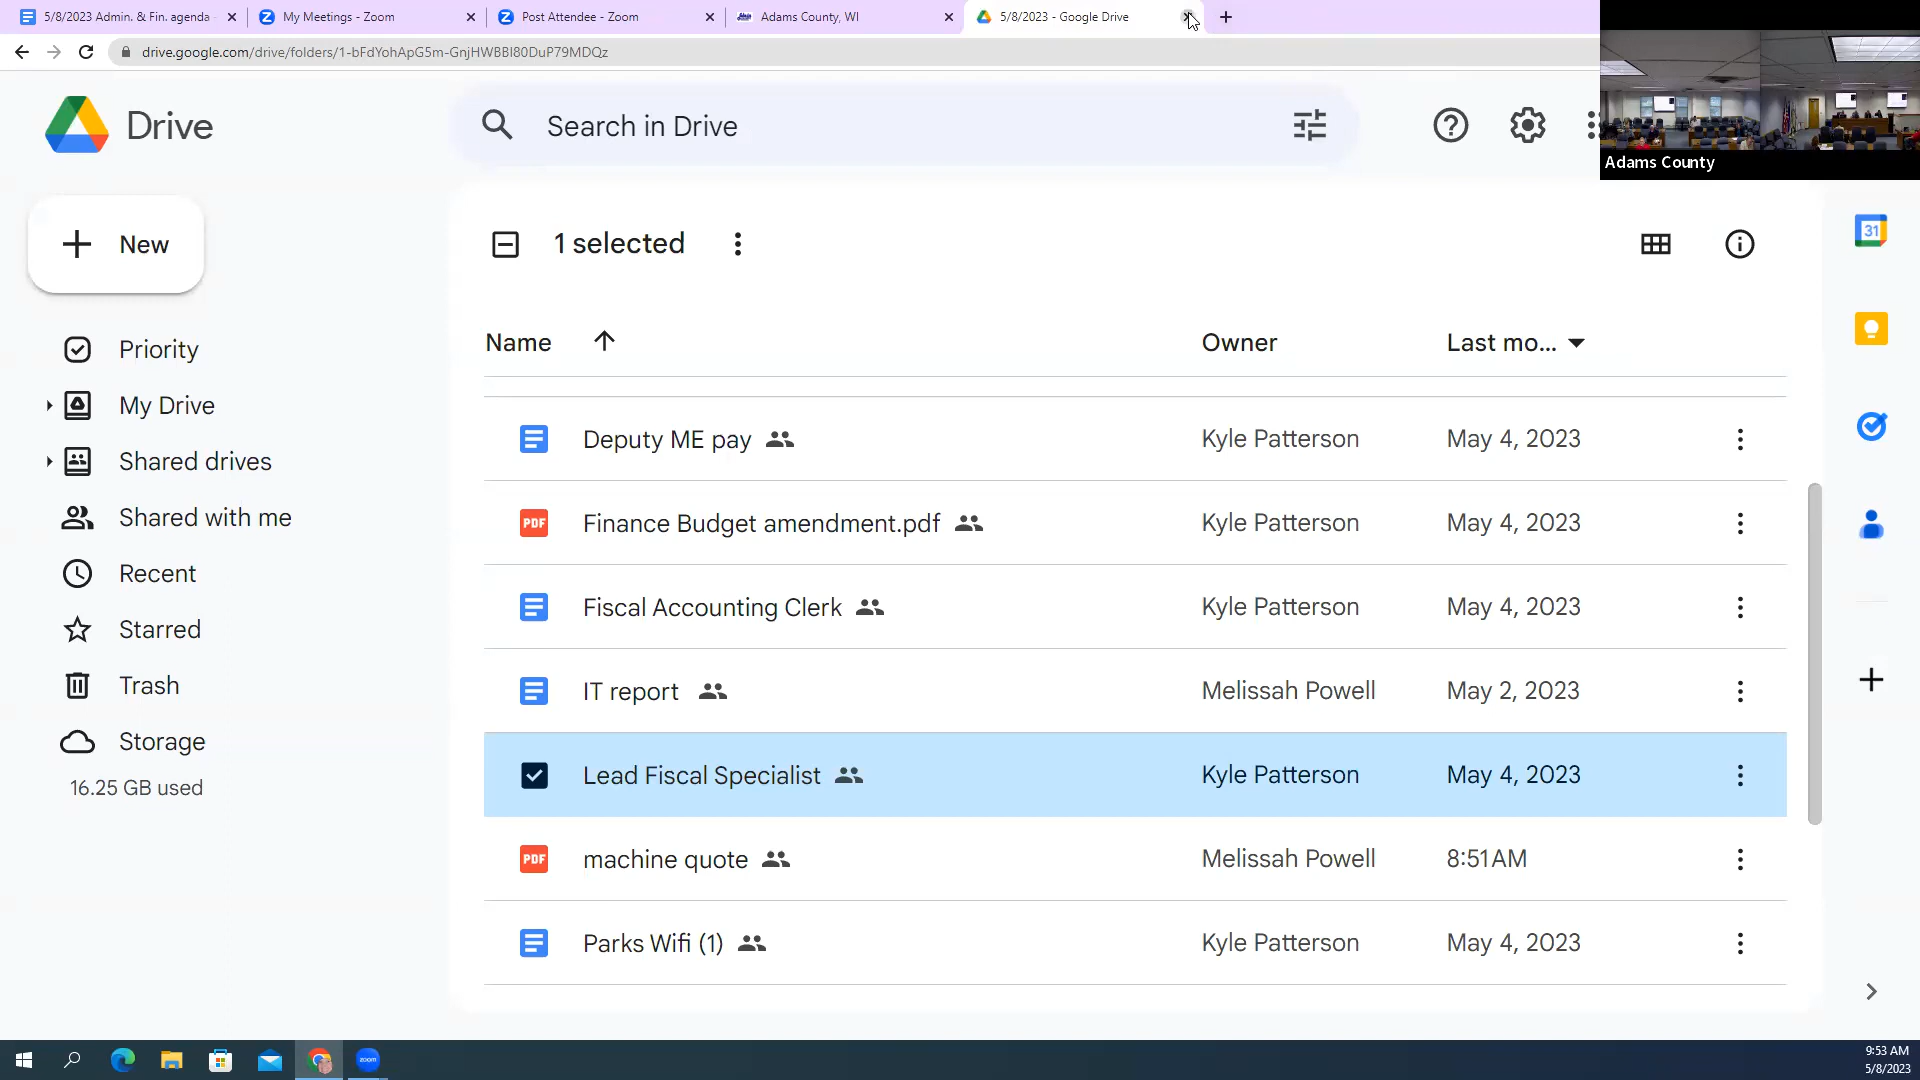 5/8/2023 Admin. & Fin. agenda
My Meetings - Zoom
Post Attendee - Zoom
Adams County, WI
5/8/2023 - Google Drive
drive.google.com/drive/folders/1-bFdYohApG5m-GnjHWBBI80DuP79MDQz
Drive
Search in Drive
Adams County
New
1 selected
31
Priority
My Drive
Shared drives
Shared with me
Recent
Starred
Trash
Storage
16.25 GB used
Name Owner Last mo...
Deputy ME pay Kyle Patterson May 4, 2023
PDF Finance Budget amendment.pdf Kyle Patterson May 4, 2023
Fiscal Accounting Clerk Kyle Patterson May 4, 2023
IT report Melissah Powell May 2, 2023
Lead Fiscal Specialist Kyle Patterson May 4, 2023
PDF machine quote Melissah Powell 8:51 AM
Parks Wifi (1) Kyle Patterson May 4, 2023
zoom
9:53 AM
5/8/2023